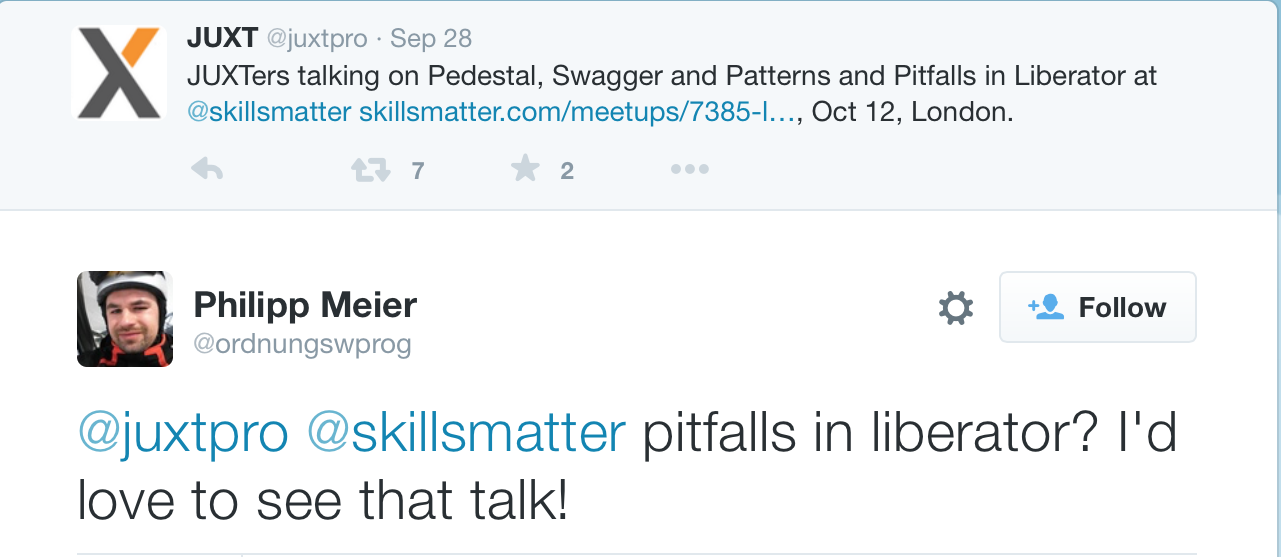 JUXT @juxtpro · Sep 28
JUXTers talking on Pedestal, Swagger and Patterns and Pitfalls in Liberator at
@skillsmatter skillsmatter.com/meetups/7385-l…, Oct 12, London.
7 2
Philipp Meier
Follow
@ordnungswprog
@juxtpro @skillsmatter pitfalls in liberator? I'd
love to see that talk!